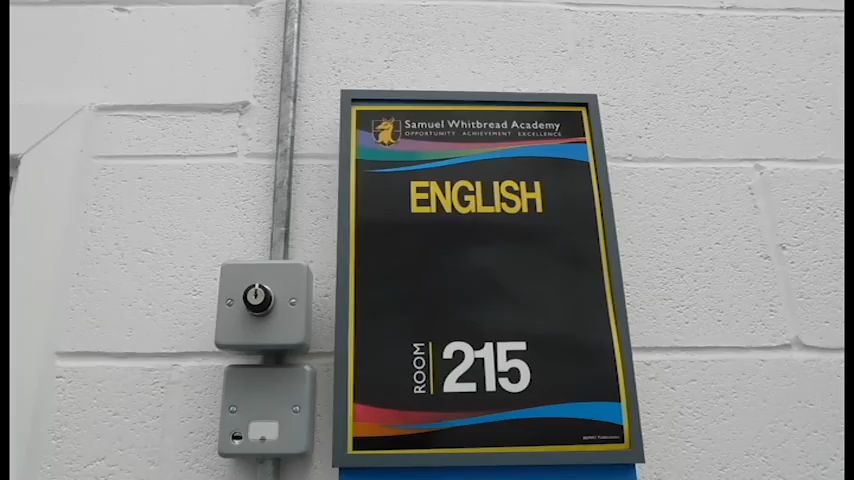 Samuel Whitbread Academy
OPPORTUNITY ACHIEVEMENT EXCELLENCE
ENGLISH
ROOM
215